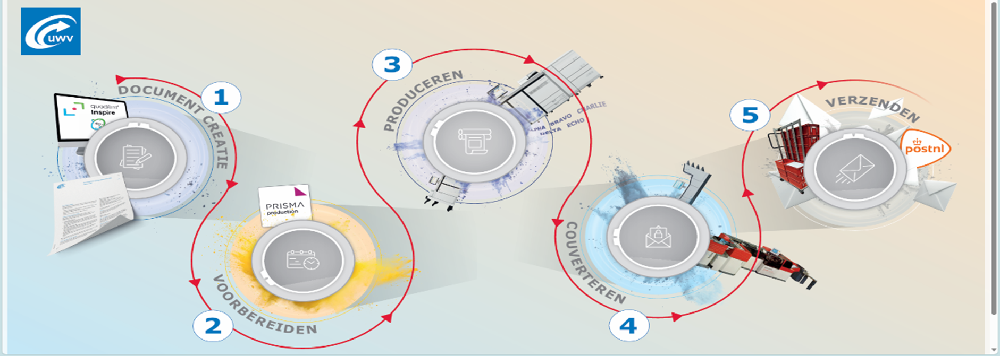 uwv
DOCUMENT CREATIE
1
quadient
Inspire
PRISMA
production
VOORBEREIDEN
2
3
PRODUCEREN
BRAVO CHARLIE
DELTA ECHO
COUVERTEREN
4
5
VERZENDEN
postnl